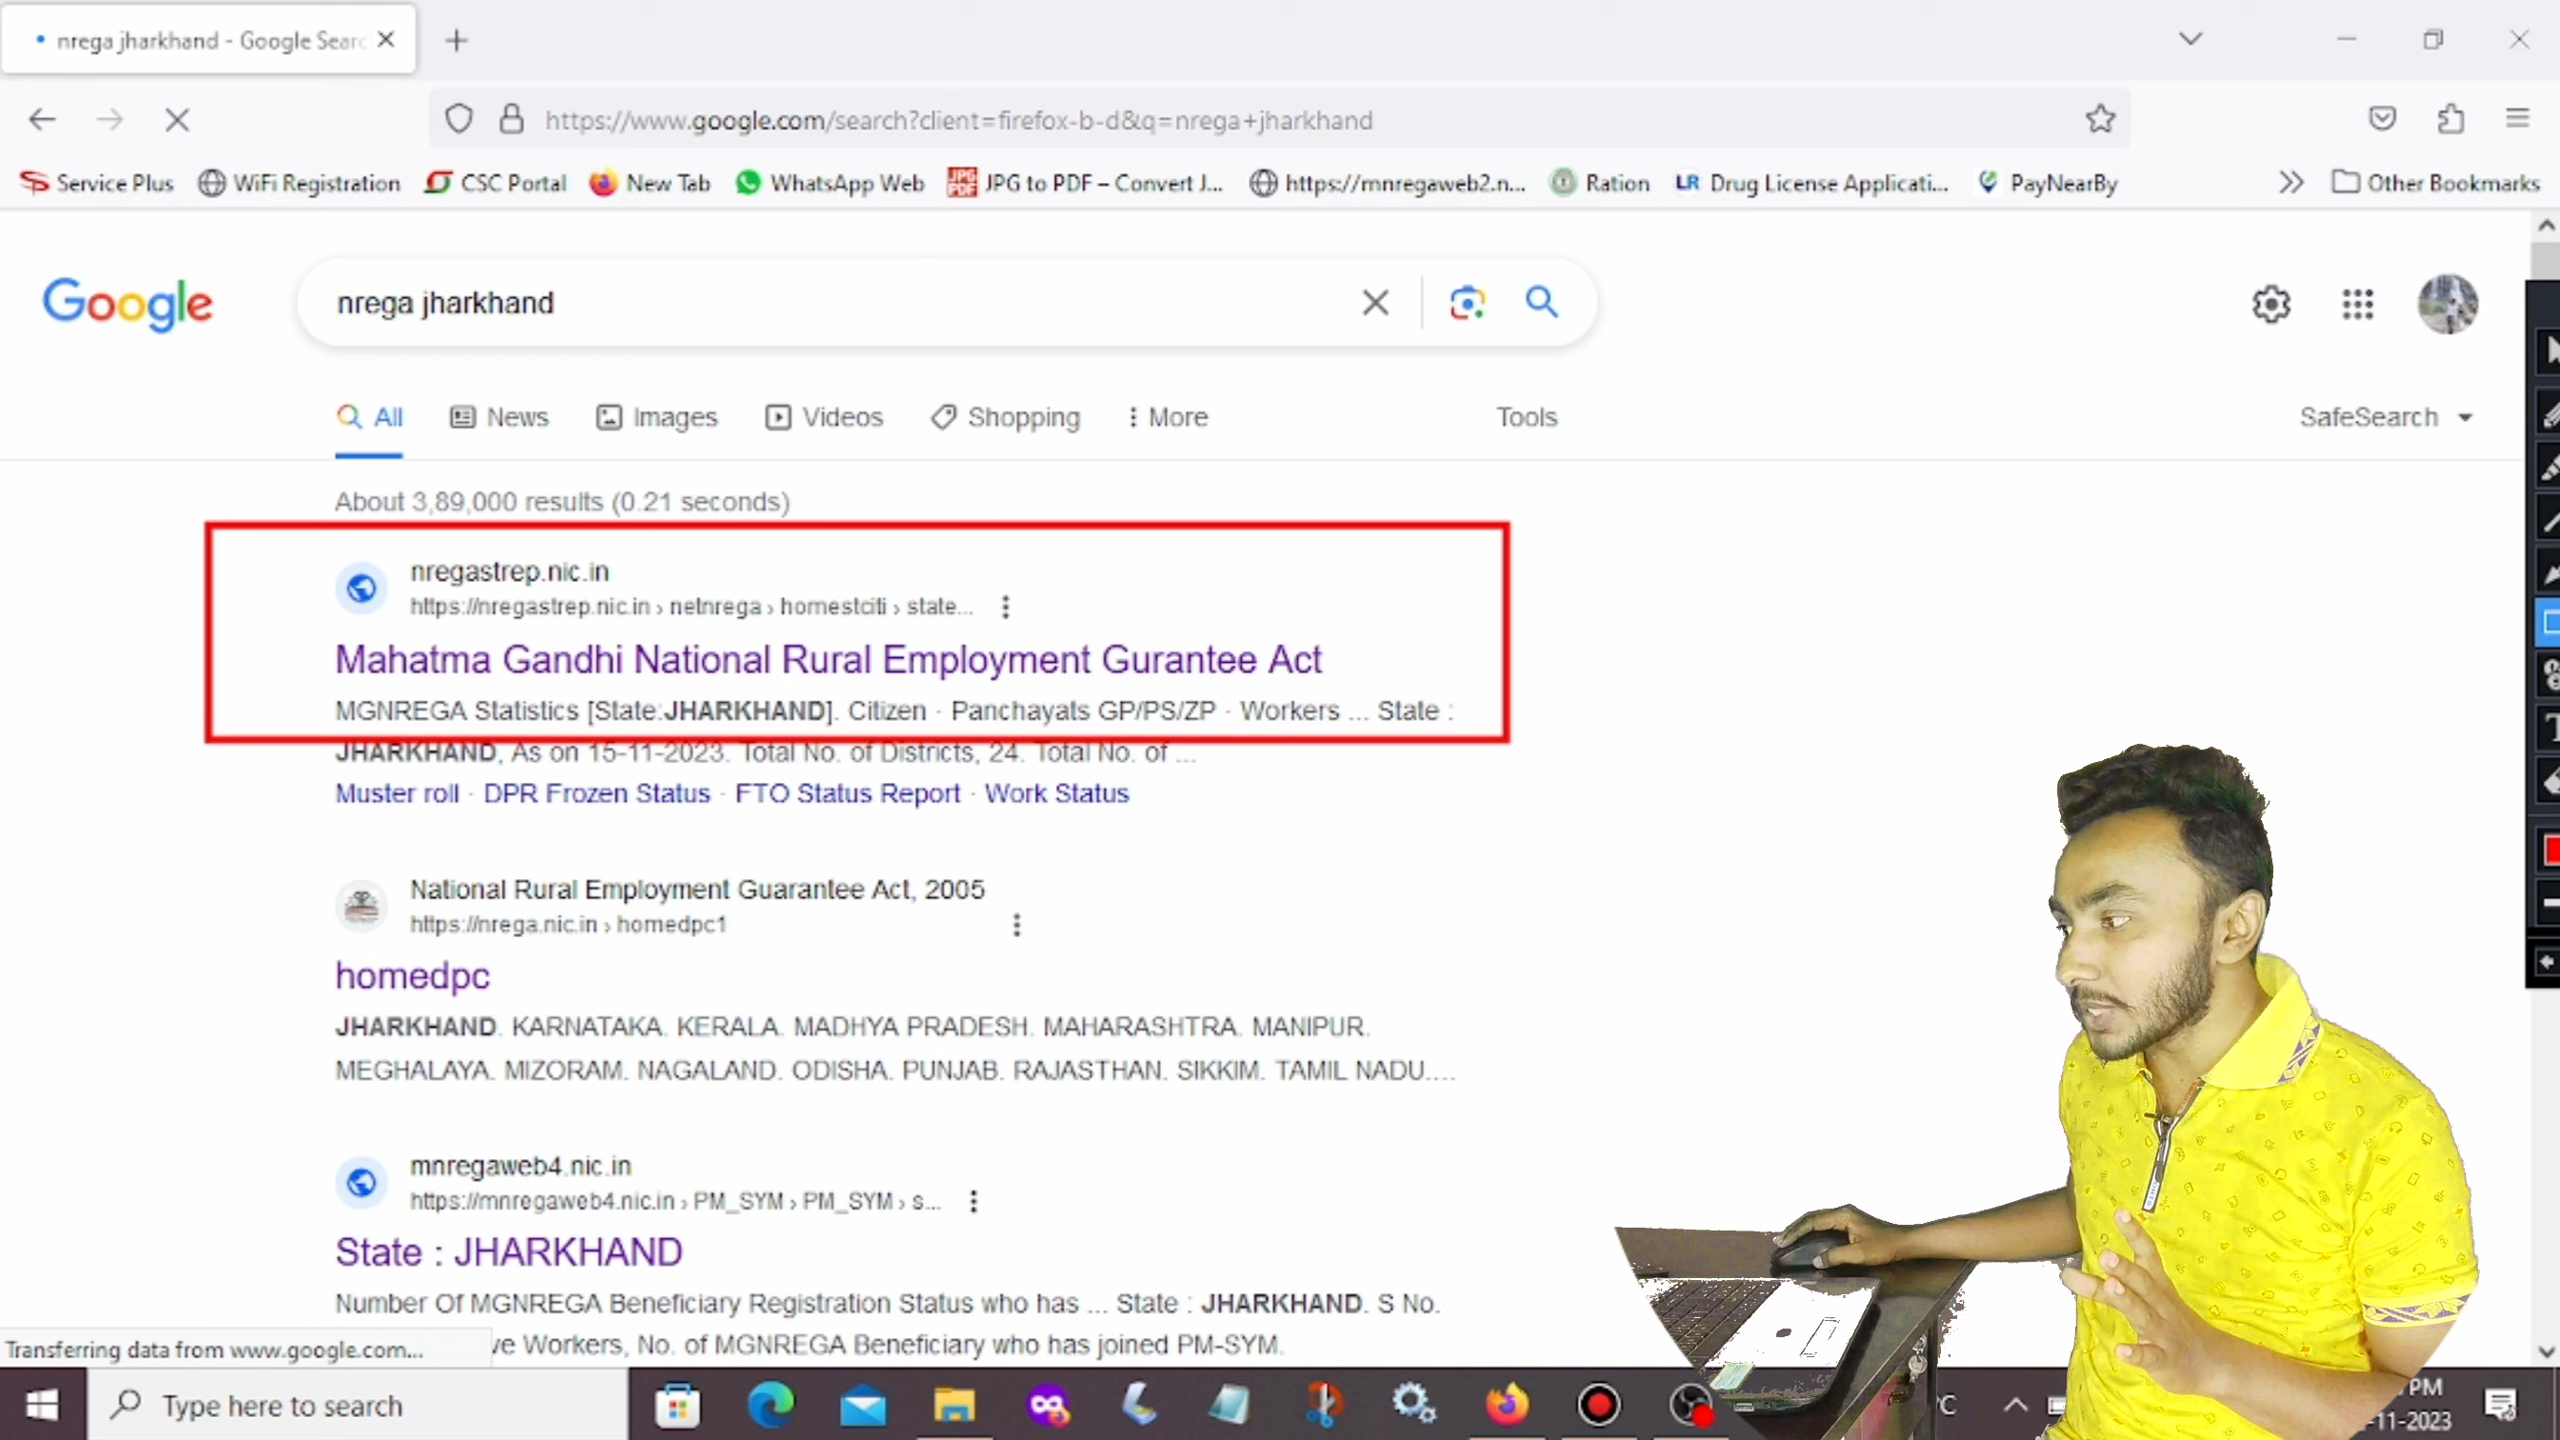 nrega jharkhand - Google Searc
https://www.google.com/search?client=firefox-b-d&q=nrega+jharkhand
Service Plus WiFi Registration CSC Portal New Tab WhatsApp Web JPG to PDF – Convert J... https://mnregaweb2.n... Ration LR Drug License Applicati... PayNearBy Other Bookmarks
Google nrega jharkhand
All News Images Videos Shopping More Tools SafeSearch
About 3,89,000 results (0.21 seconds)
nregastrep.nic.in
https://nregastrep.nic.in › netnrega › homestciti › state...
Mahatma Gandhi National Rural Employment Gurantee Act
MGNREGA Statistics [State:JHARKHAND]. Citizen · Panchayats GP/PS/ZP · Workers ... State :
JHARKHAND, As on 15-11-2023. Total No. of Districts, 24. Total No. of ...
Muster roll · DPR Frozen Status · FTO Status Report · Work Status
National Rural Employment Guarantee Act, 2005
https://nrega.nic.in › homedpc1
homedpc
JHARKHAND. KARNATAKA. KERALA. MADHYA PRADESH. MAHARASHTRA. MANIPUR.
MEGHALAYA. MIZORAM. NAGALAND. ODISHA. PUNJAB. RAJASTHAN. SIKKIM. TAMIL NADU....
mnregaweb4.nic.in
https://mnregaweb4.nic.in › PM_SYM › PM_SYM › s...
State : JHARKHAND
Number Of MGNREGA Beneficiary Registration Status who has ... State : JHARKHAND. S No.
ve Workers, No. of MGNREGA Beneficiary who has joined PM-SYM.
Transferring data from www.google.com...
Type here to search
PM
-11-2023